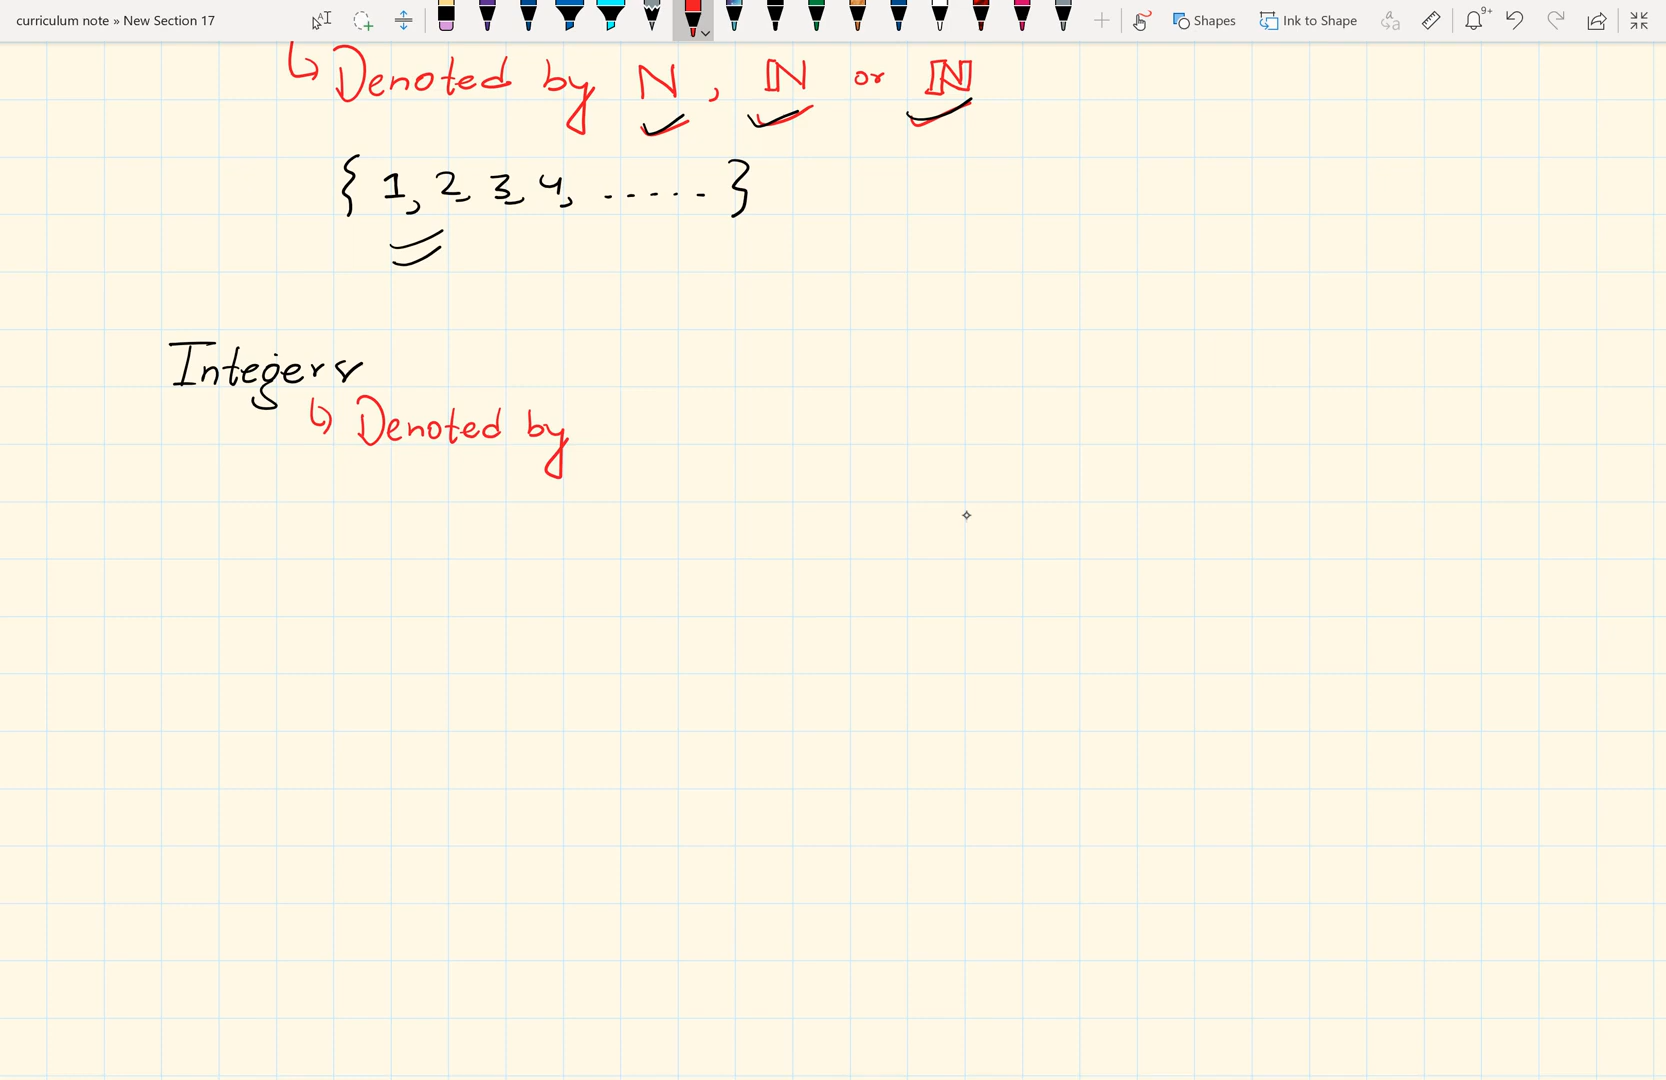 curriculum note » New Section 17
Shapes
Ink to Shape
9+
↳ Denoted by N, ℕ or ℕ
{ 1, 2, 3, 4, ..... }
Integers
↳ Denoted by